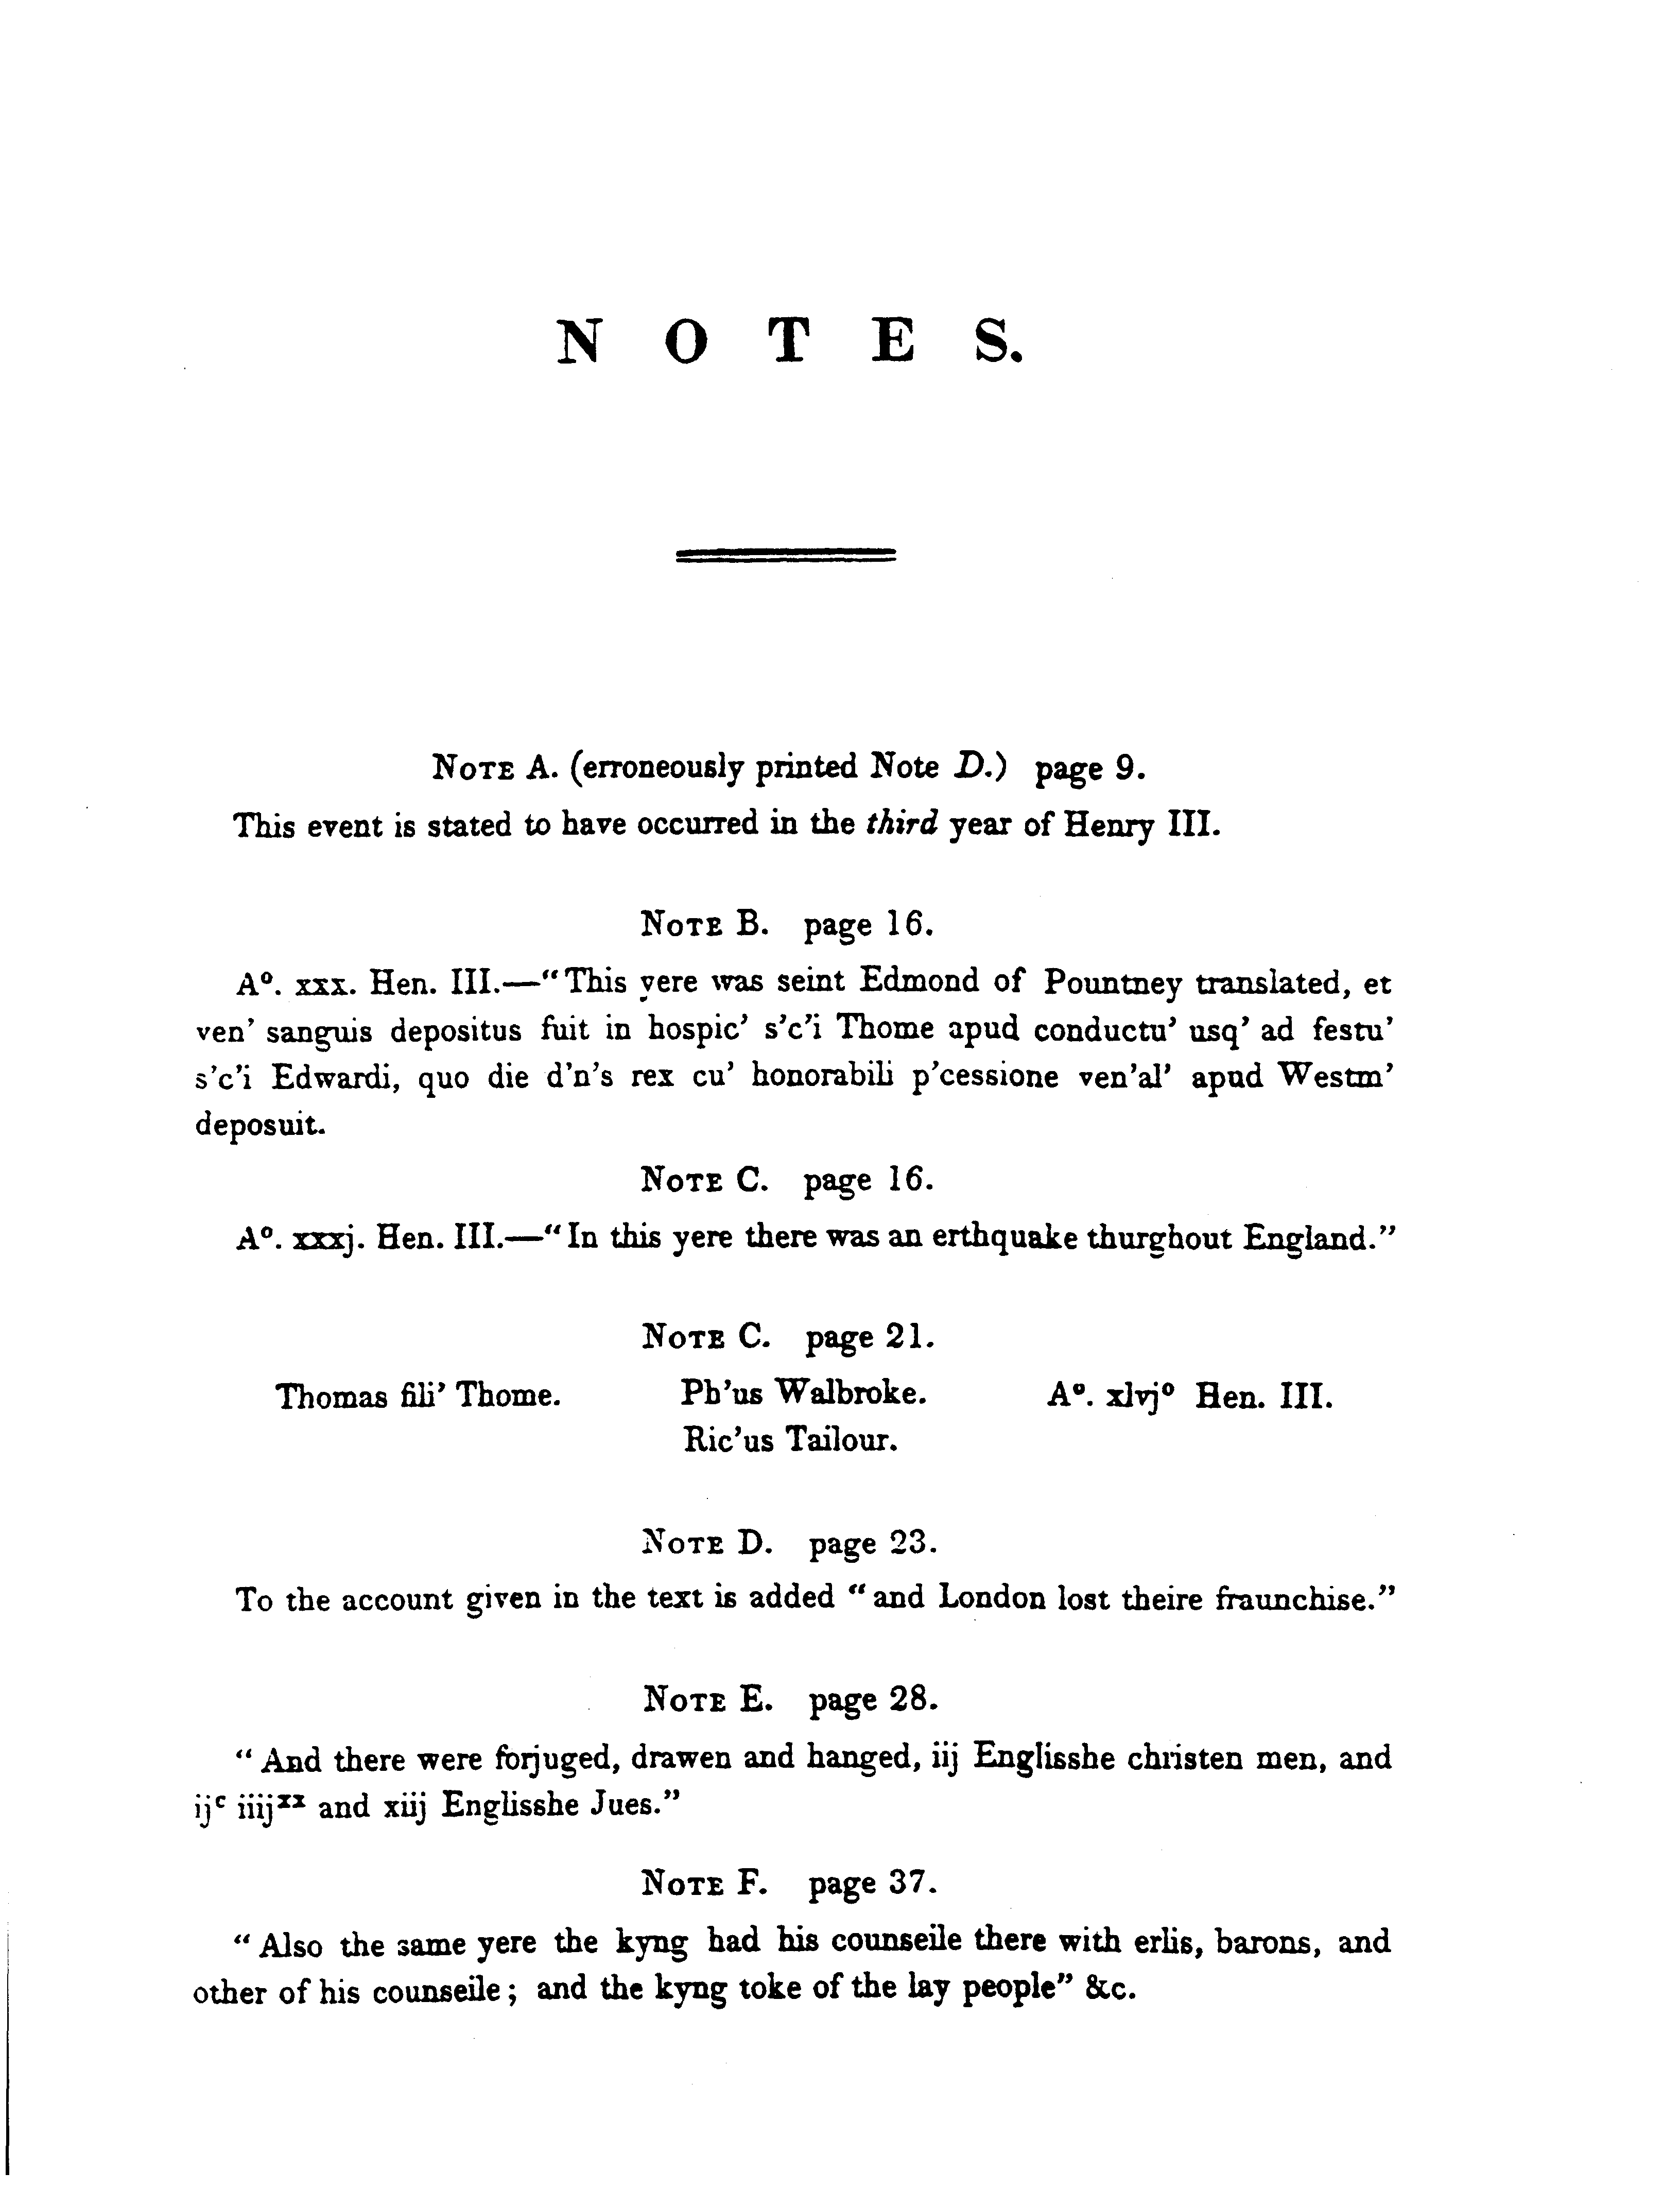 NOTES.
NOTE A. (erroneously printed Note D.) page 9.
This event is stated to have occurred in the third year of Henry III.
NOTE B. page 16.
Aº. xxx. Hen. III.—“This yere was seint Edmond of Pountney translated, et
ven’ sanguis depositus fuit in hospic’ s’c’i Thome apud conductu’ usq’ ad festu’
s’c’i Edwardi, quo die d’n’s rex cu’ honorabili p’cessione ven’al’ apud Westm’
deposuit.
NOTE C. page 16.
Aº. xxxj. Hen. III.—“In this yere there was an erthquake thurghout England.”
NOTE C. page 21.
Thomas fili’ Thome. Ph’us Walbroke. Aº. xlvjº Hen. III.
Ric’us Tailour.
NOTE D. page 23.
To the account given in the text is added “and London lost theire fraunchise.”
NOTE E. page 28.
“And there were forjuged, drawen and hanged, iij Englisshe christen men, and
ijᶜ iiijˣˣ and xiij Englisshe Jues.”
NOTE F. page 37.
“Also the same yere the kyng had his counseile there with erlis, barons, and
other of his counseile; and the kyng toke of the lay people” &c.